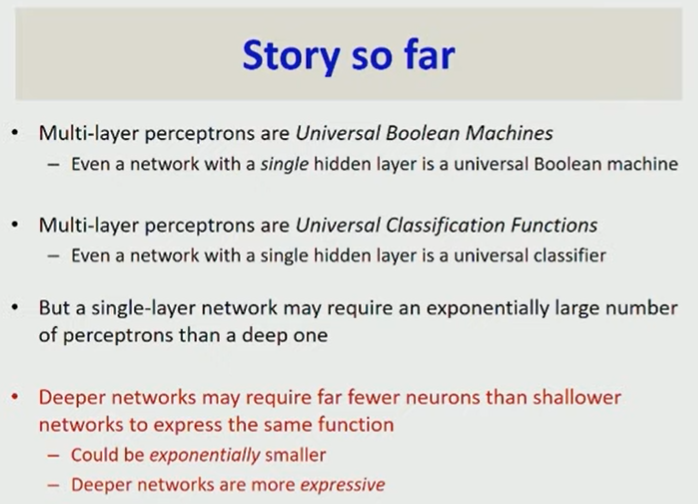 Story so far
• Multi-layer perceptrons are Universal Boolean Machines
– Even a network with a single hidden layer is a universal Boolean machine
• Multi-layer perceptrons are Universal Classification Functions
– Even a network with a single hidden layer is a universal classifier
• But a single-layer network may require an exponentially large number
of perceptrons than a deep one
• Deeper networks may require far fewer neurons than shallower
networks to express the same function
– Could be exponentially smaller
– Deeper networks are more expressive